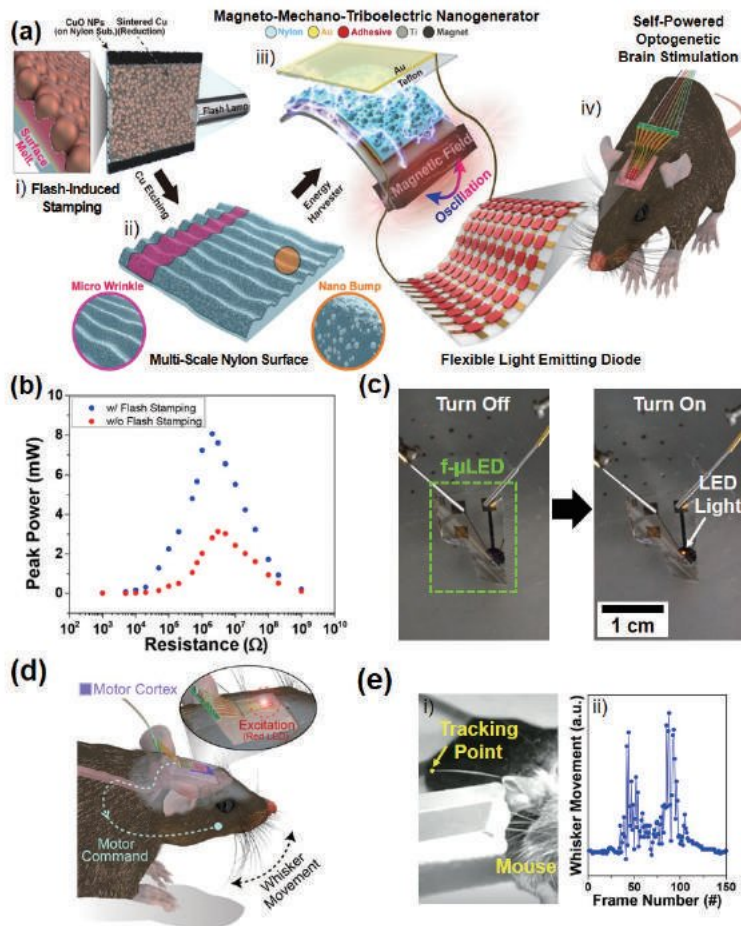 (a)
Magneto-Mechano-Triboelectric Nanogenerator
Nylon Au Adhesive Ti Magnet
CuO NPs
(on Nylon Sub.)
Sintered Cu
(Reduction)
Surface
Melt.
Flash Lamp
i) Flash-Induced
Stamping
Cu Etching
ii)
Micro Wrinkle
Nano Bump
Multi-Scale Nylon Surface
Energy
Harvester
iii)
Au
Teflon
Magnetic Field
Oscillation
Flexible Light Emitting Diode
Self-Powered
Optogenetic
Brain Stimulation
iv)
(b)
w/ Flash Stamping
w/o Flash Stamping
Peak Power (mW)
10
8
6
4
2
0
10² 10³ 10⁴ 10⁵ 10⁶ 10⁷ 10⁸ 10⁹ 10¹⁰
Resistance (Ω)
(c)
Turn Off
f-μLED
Turn On
LED
Light
1 cm
(d)
Motor Cortex
Excitation
(Red LED)
Motor
Command
Whisker
Movement
(e)
i)
Tracking
Point
Mouse
ii)
Whisker Movement (a.u.)
0 50 100 150
Frame Number (#)